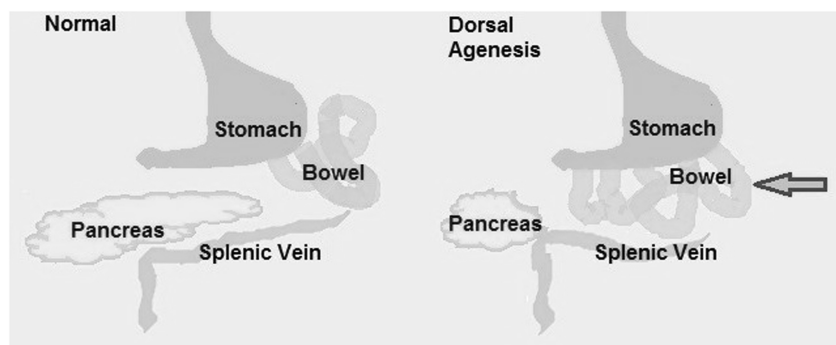 Normal
Stomach
Bowel
Pancreas
Splenic Vein
Dorsal
Agenesis
Stomach
Bowel
Pancreas
Splenic Vein